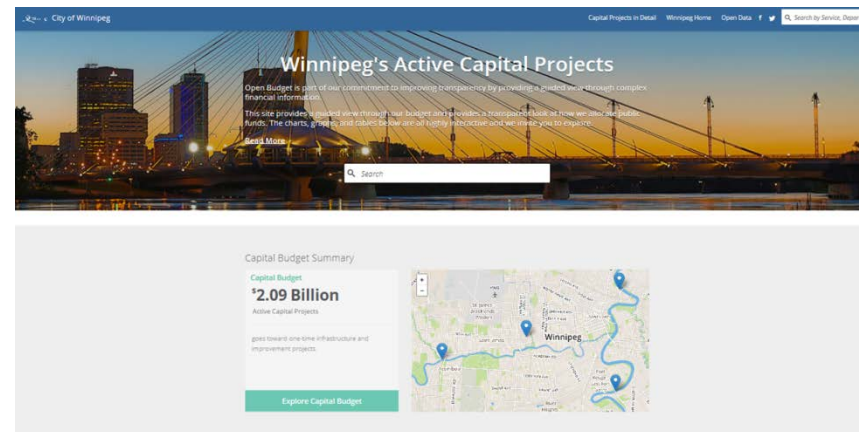 City of Winnipeg
Capital Projects in Detail Winnipeg Home Open Data
Search by Service, Depar
Winnipeg's Active Capital Projects
Open Budget is part of our commitment to improving transparency by providing a guided view through complex
financial information.
This site provides a guided view through our budget and provides a transparent look at how we allocate public
funds. The charts, graphs, and tables below are all highly interactive and we invite you to explore.
Read More
Search
Capital Budget Summary
Capital Budget
$2.09 Billion
Active Capital Projects
goes toward one-time infrastructure and
improvement projects.
Explore Capital Budget
+
-
Winnipeg